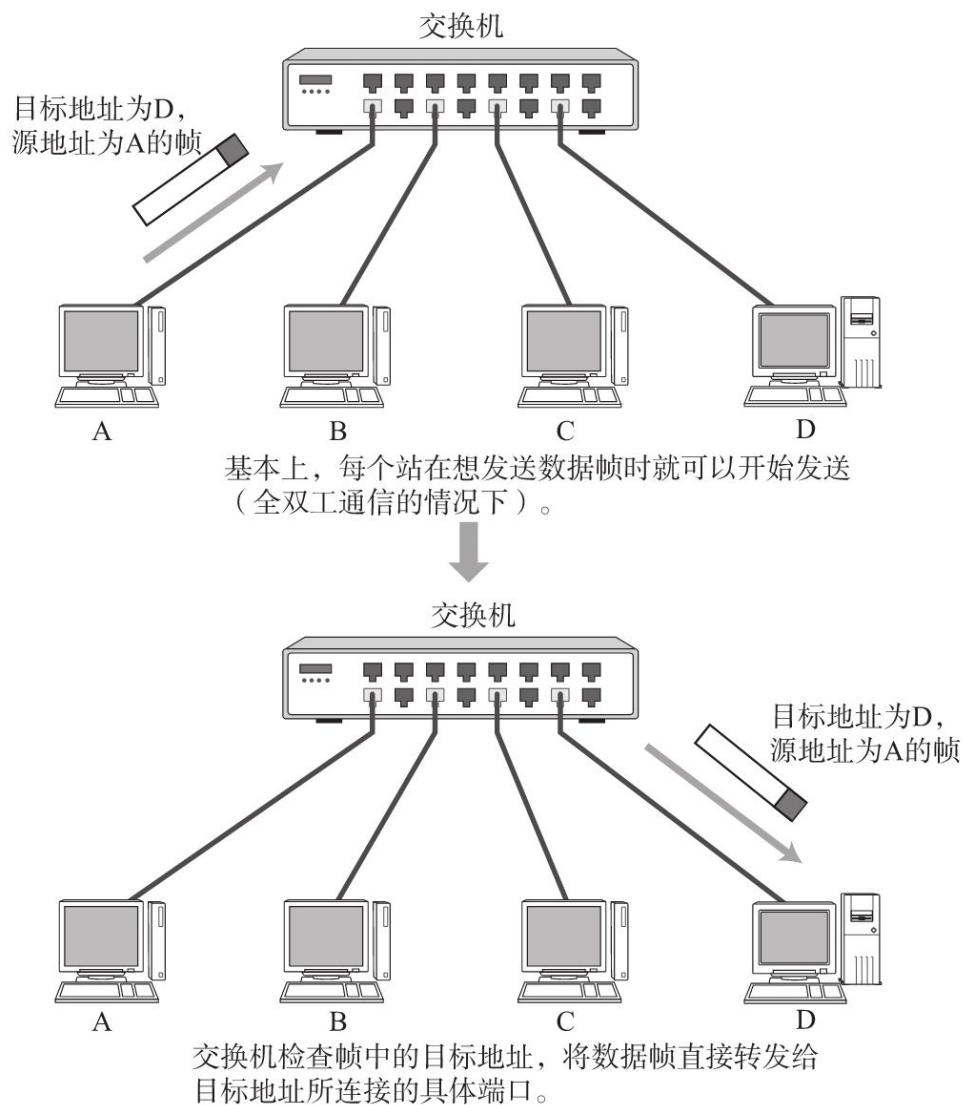 交换机
目标地址为D，
源地址为A的帧
A
B
C
D
基本上，每个站在想发送数据帧时就可以开始发送
（全双工通信的情况下）。
交换机
目标地址为D，
源地址为A的帧
A
B
C
D
交换机检查帧中的目标地址，将数据帧直接转发给
目标地址所连接的具体端口。